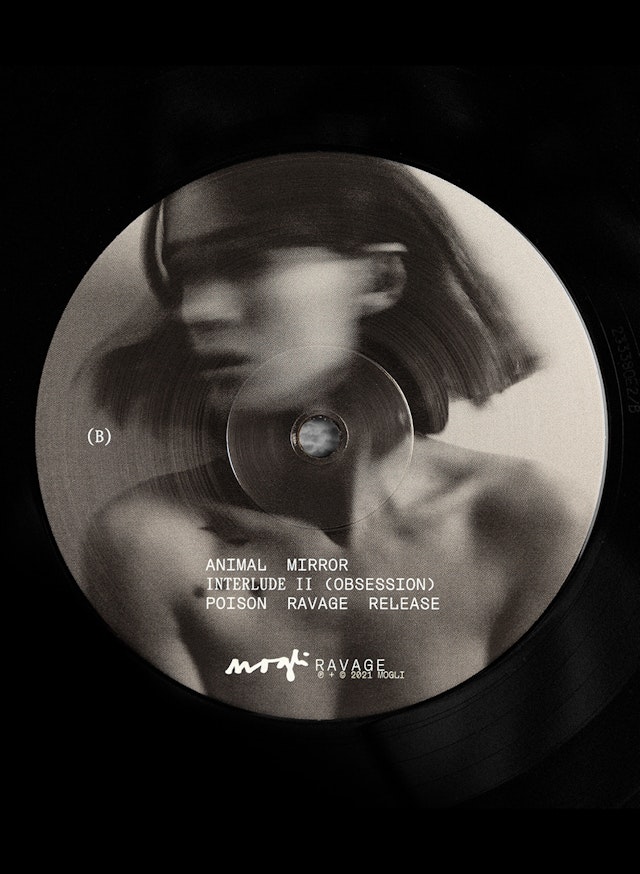 (B)
ANIMAL MIRROR
INTERLUDE II (OBSESSION)
POISON RAVAGE RELEASE
mogli RAVAGE
℗ + © 2021 MOGLI